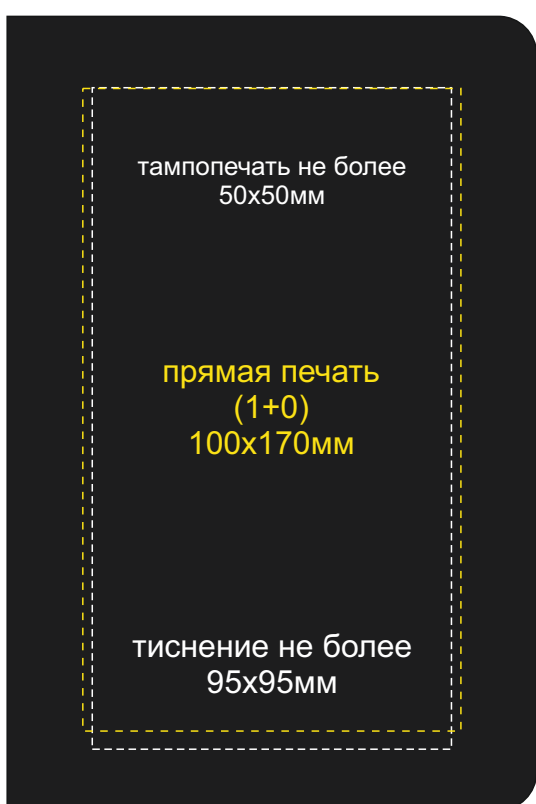 тампопечать не более
50х50мм
прямая печать
(1+0)
100х170мм
тиснение не более
95х95мм